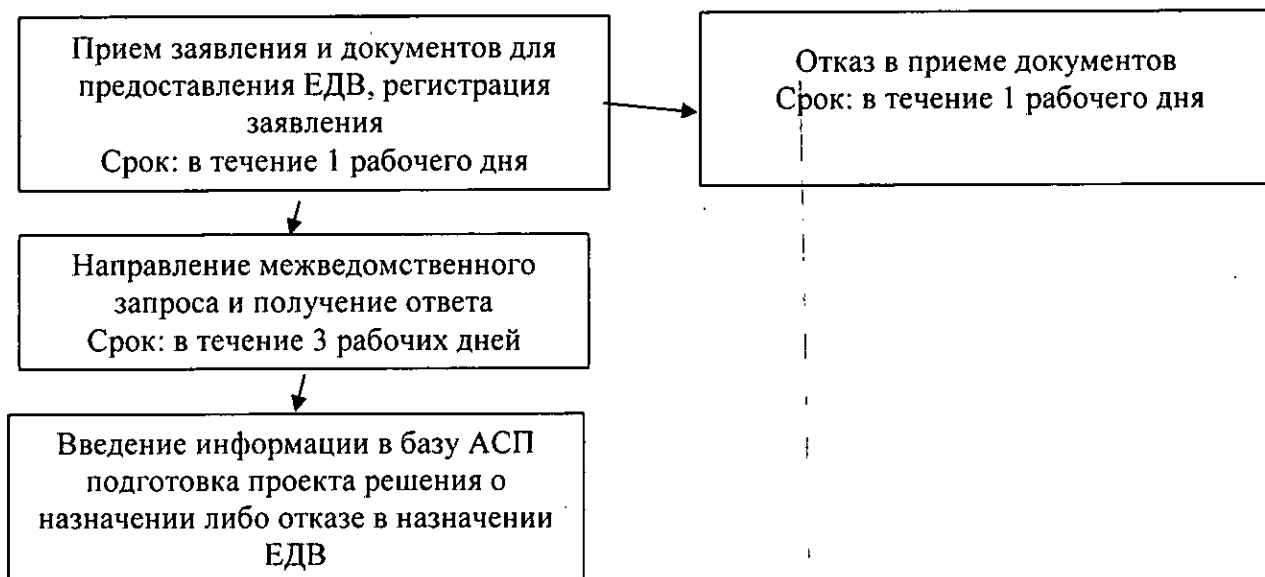 Прием заявления и документов для
предоставления ЕДВ, регистрация
заявления
Срок: в течение 1 рабочего дня
Отказ в приеме документов
Срок: в течение 1 рабочего дня
Направление межведомственного
запроса и получение ответа
Срок: в течение 3 рабочих дней
Введение информации в базу АСП
подготовка проекта решения о
назначении либо отказе в назначении
ЕДВ